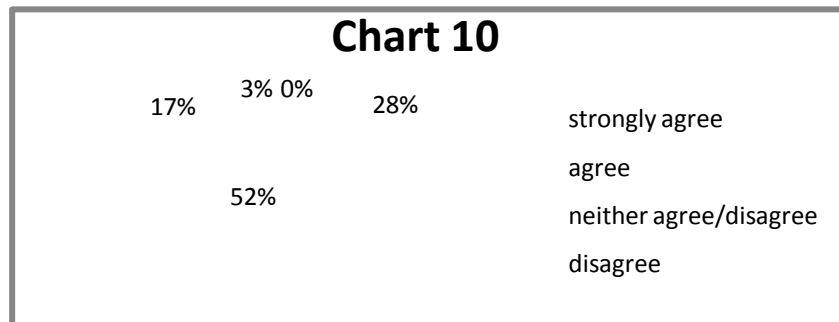 Chart 10
3% 0%
17%
28%
52%
strongly agree
agree
neither agree/disagree
disagree